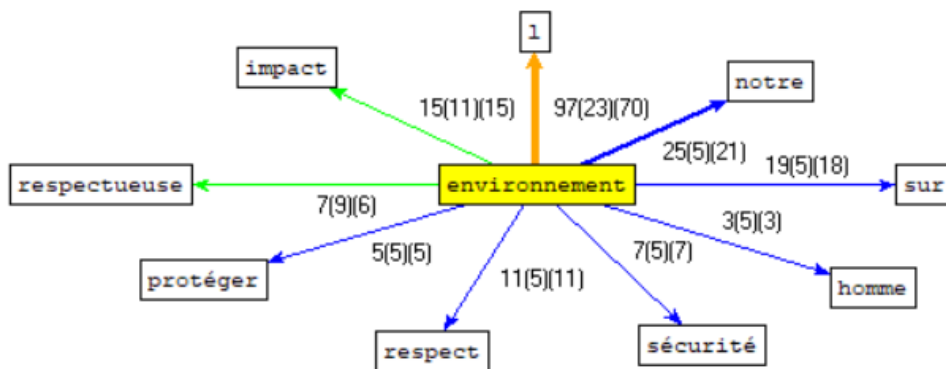 l
impact
notre
15(11)(15)
97(23)(70)
25(5)(21)
19(5)(18)
respectueuse
environnement
sur
7(9)(6)
3(5)(3)
5(5)(5)
7(5)(7)
protéger
11(5)(11)
homme
respect
sécurité